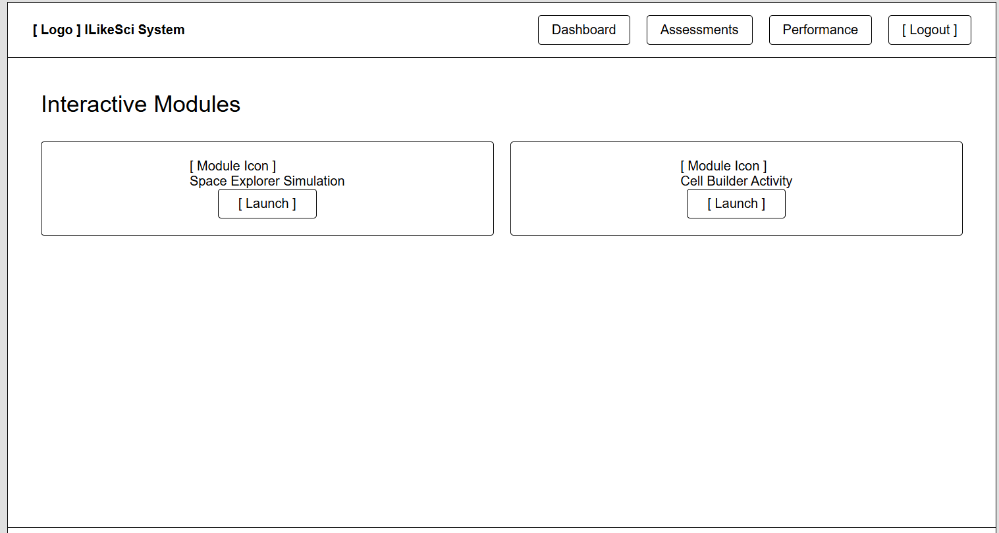 [ Logo ] ILikeSci System
Dashboard
Assessments
Performance
[ Logout ]
Interactive Modules
[ Module Icon ]
Space Explorer Simulation
[ Launch ]
[ Module Icon ]
Cell Builder Activity
[ Launch ]